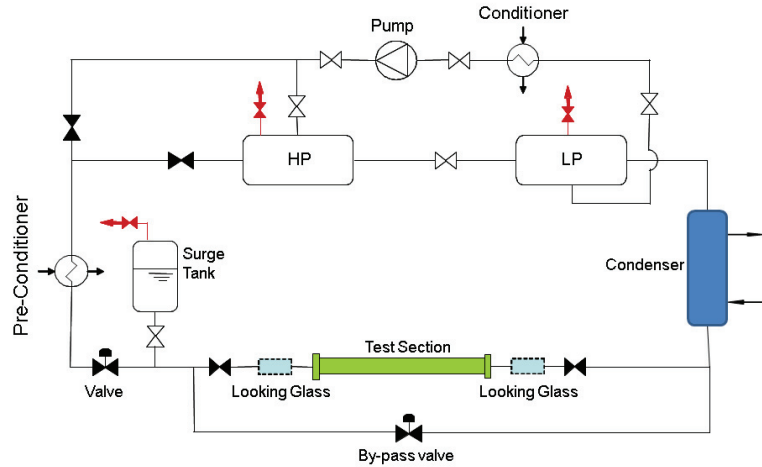 Conditioner
Pump
HP
LP
Pre-Conditioner
Surge
Tank
Condenser
Test Section
Valve
Looking Glass
Looking Glass
By-pass valve